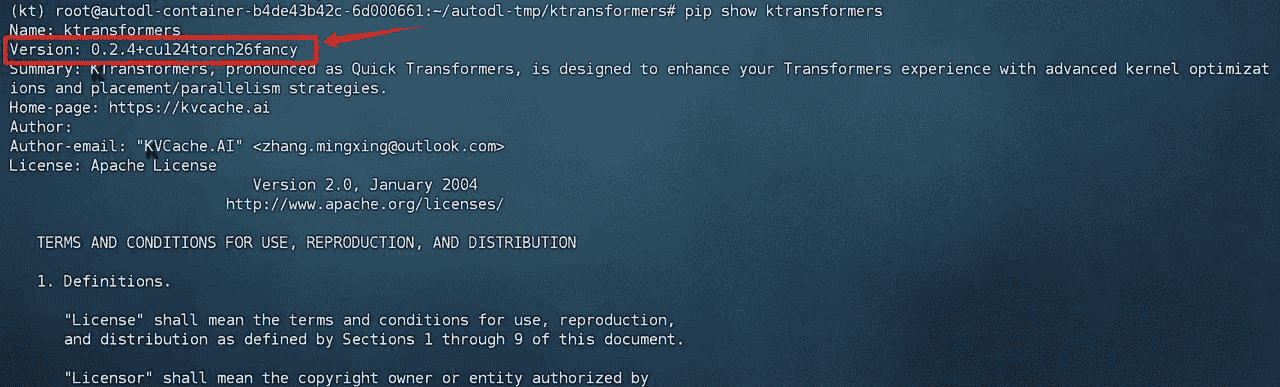 (kt) root@autodl-container-b4de43b42c-6d000661:~/autodl-tmp/ktransformers# pip show ktransformers
Name: ktransformers
Version: 0.2.4+cu124torch26fancy
Summary: KTransformers, pronounced as Quick Transformers, is designed to enhance your Transformers experience with advanced kernel optimizat
ions and placement/parallelism strategies.
Home-page: https://kvcache.ai
Author:
Author-email: "KVCache.AI" <zhang.mingxing@outlook.com>
License: Apache License
Version 2.0, January 2004
http://www.apache.org/licenses/
TERMS AND CONDITIONS FOR USE, REPRODUCTION, AND DISTRIBUTION
1. Definitions.
"License" shall mean the terms and conditions for use, reproduction,
and distribution as defined by Sections 1 through 9 of this document.
"Licensor" shall mean the copyright owner or entity authorized by